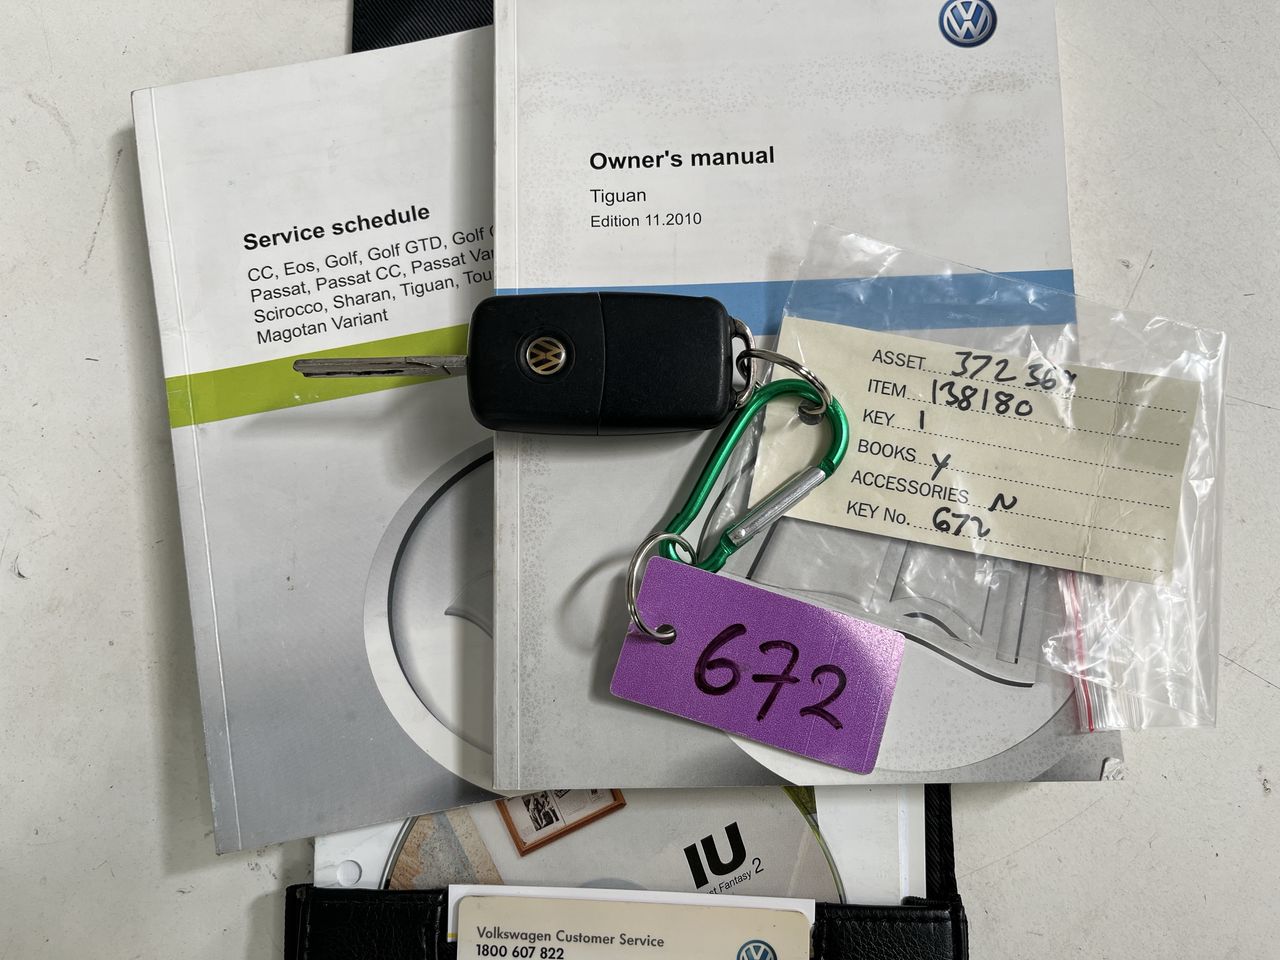 Service schedule
CC, Eos, Golf, Golf GTD, Golf
Passat, Passat CC, Passat
Scirocco, Sharan, Tiguan,
Magotan Variant
Owner's manual
Tiguan
Edition 11.2010
ASSET 372 369
ITEM 138180
KEY 1
BOOKS Y
ACCESSORIES N
KEY No. 672
672
IU
Fantasy 2
Volkswagen Customer Service
1800 607 822